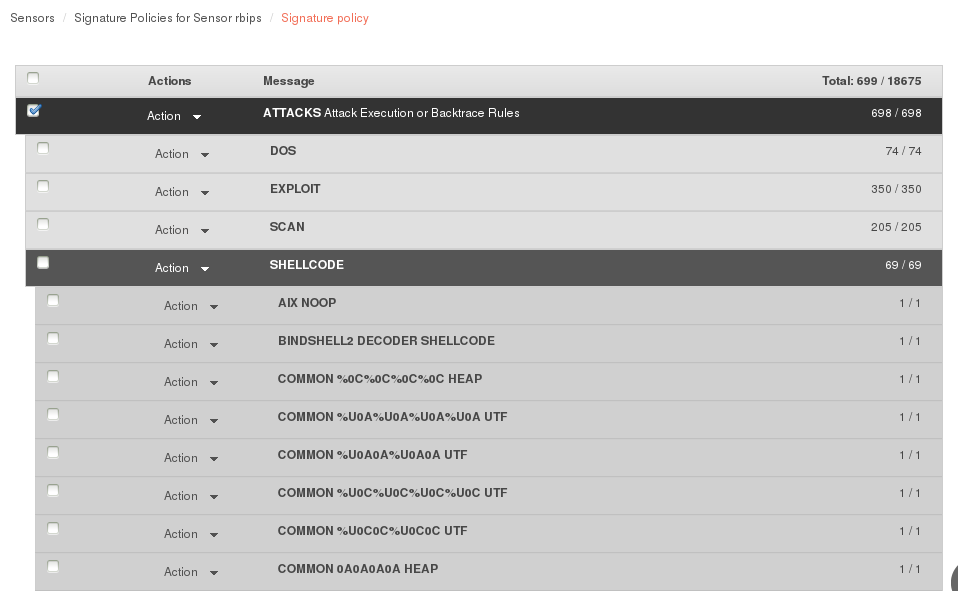 Sensors / Signature Policies for Sensor rbips / Signature policy
Actions Message Total: 699 / 18675
Action ATTACKS Attack Execution or Backtrace Rules 698 / 698
Action DOS 74 / 74
Action EXPLOIT 350 / 350
Action SCAN 205 / 205
Action SHELLCODE 69 / 69
Action AIX NOOP 1 / 1
Action BINDSHELL2 DECODER SHELLCODE 1 / 1
Action COMMON %0C%0C%0C%0C HEAP 1 / 1
Action COMMON %U0A%U0A%U0A%U0A UTF 1 / 1
Action COMMON %U0A0A%U0A0A UTF 1 / 1
Action COMMON %U0C%U0C%U0C%U0C UTF 1 / 1
Action COMMON %U0C0C%U0C0C UTF 1 / 1
Action COMMON 0A0A0A0A HEAP 1 / 1